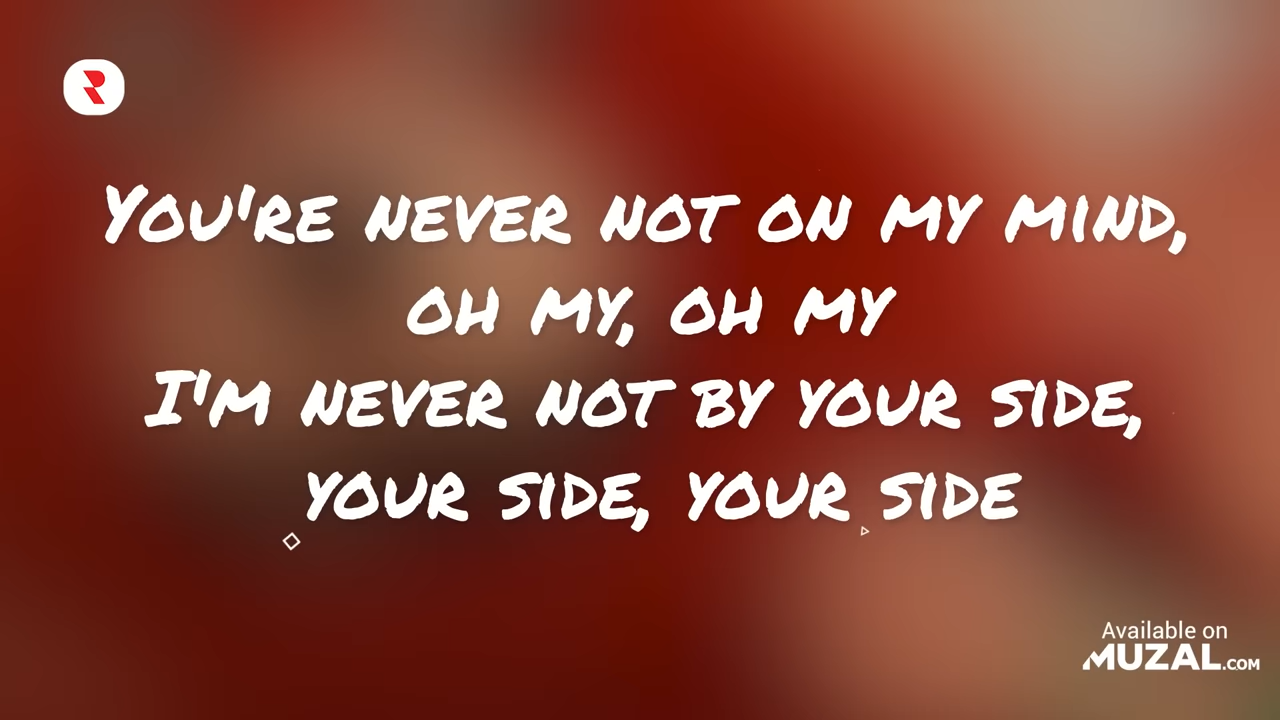 You're never not on my mind,
oh my, oh my
I'm never not by your side,
your side, your side
Available on
MUZAL.COM